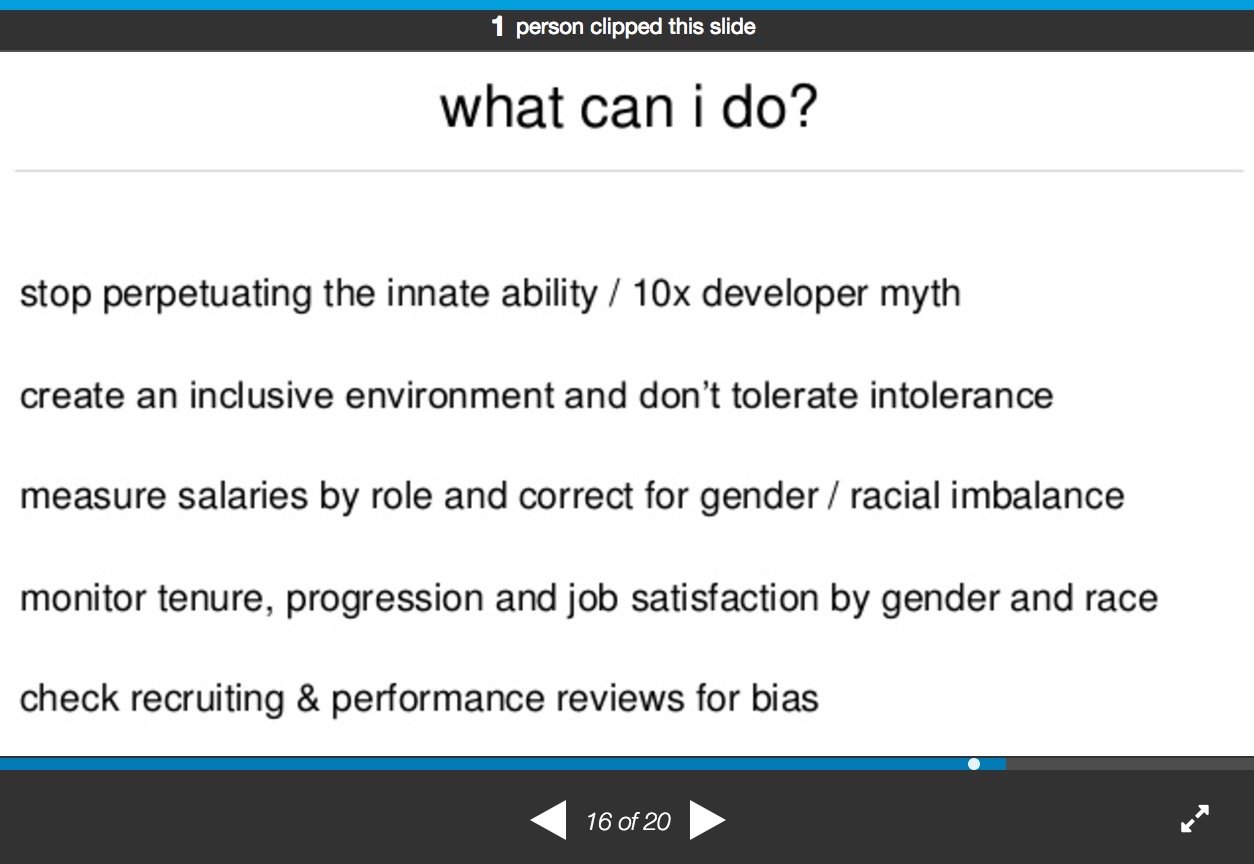 1 person clipped this slide
what can i do?
stop perpetuating the innate ability / 10x developer myth
create an inclusive environment and don’t tolerate intolerance
measure salaries by role and correct for gender / racial imbalance
monitor tenure, progression and job satisfaction by gender and race
check recruiting & performance reviews for bias
16 of 20